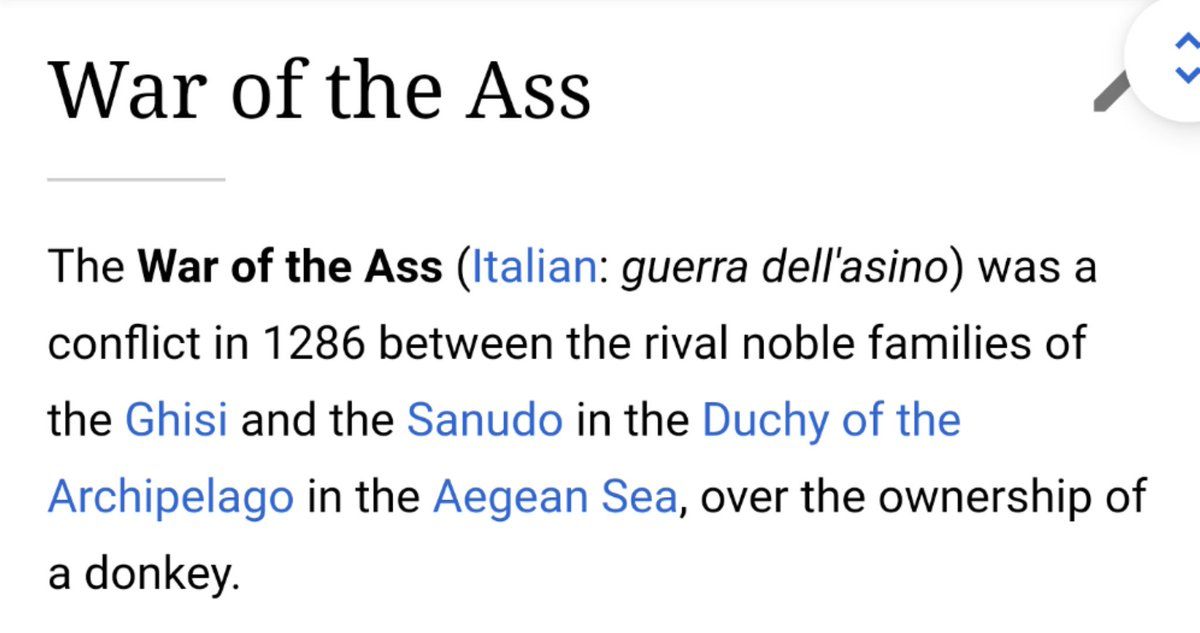 War of the Ass
The War of the Ass (Italian: guerra dell'asino) was a
conflict in 1286 between the rival noble families of
the Ghisi and the Sanudo in the Duchy of the
Archipelago in the Aegean Sea, over the ownership of
a donkey.